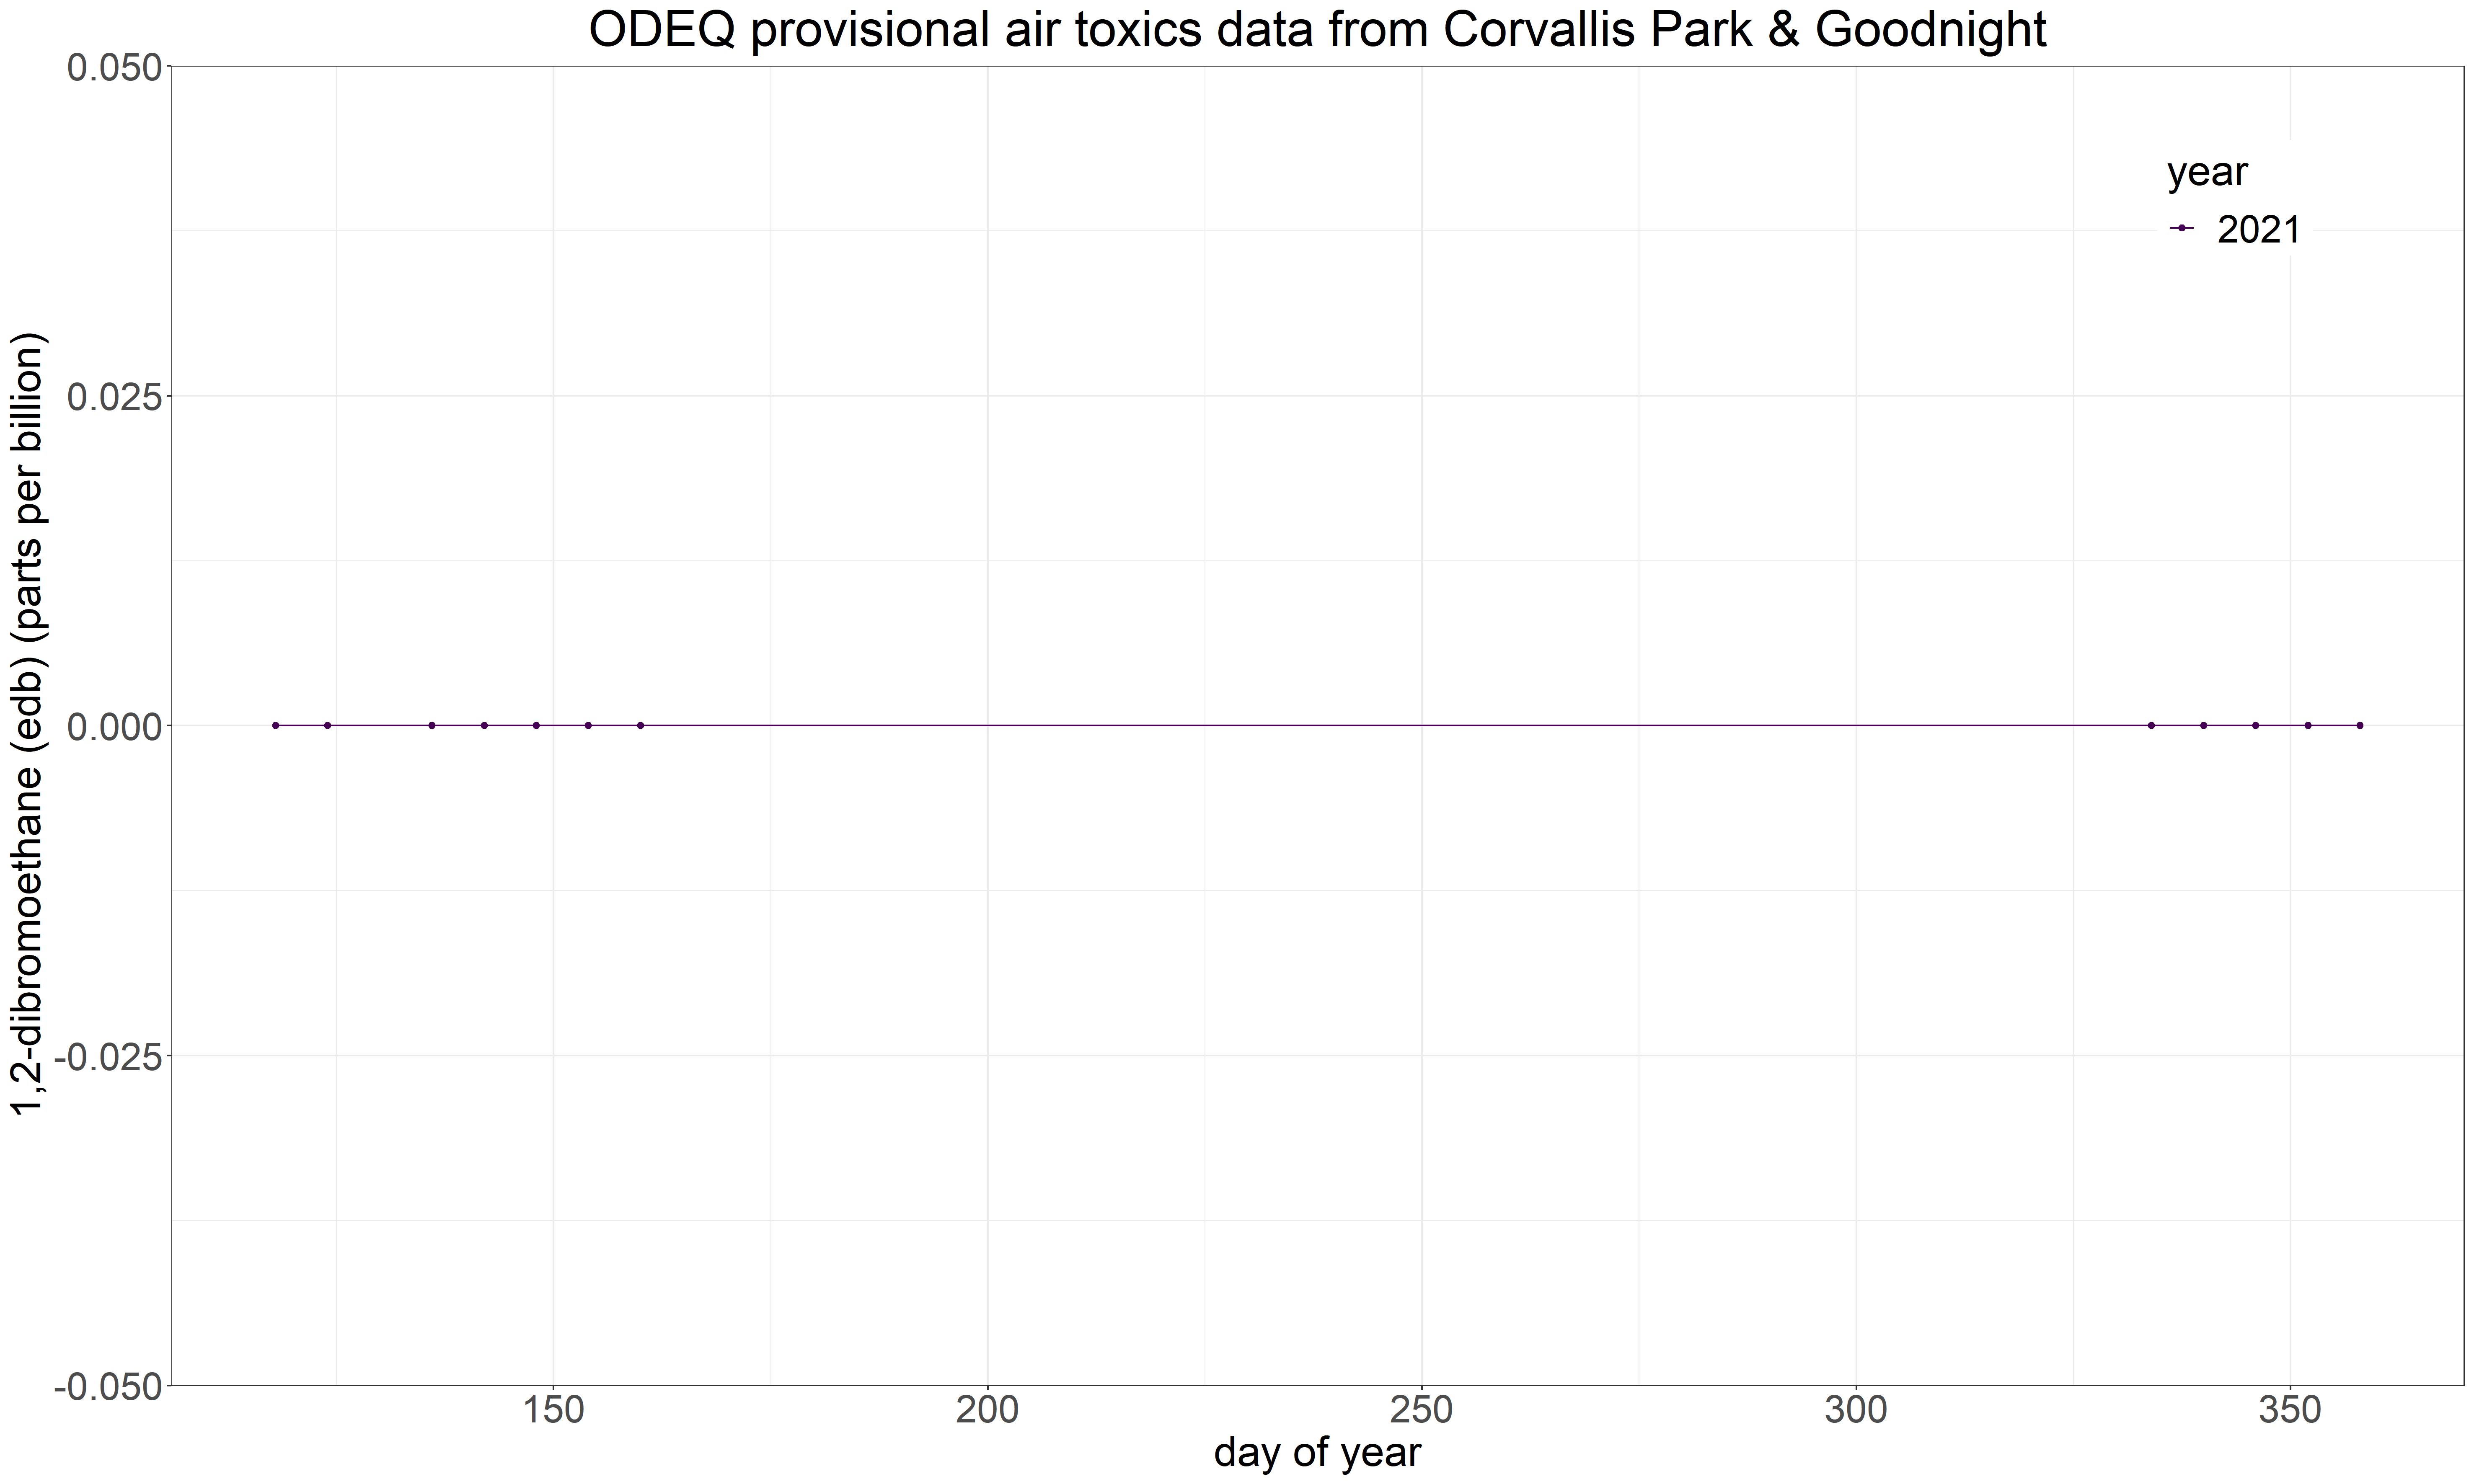 ODEQ provisional air toxics data from Corvallis Park & Goodnight
1,2-dibromoethane (edb) (parts per billion)
0.050
0.025
0.000
-0.025
-0.050
year
2021
150 200 250 300 350
day of year